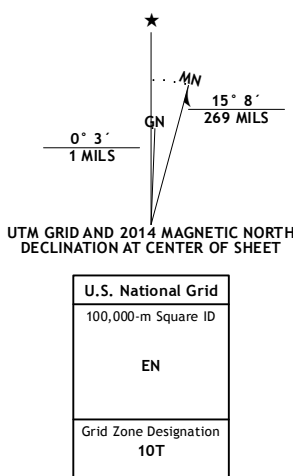 ★
MN
GN
15° 8´
269 MILS
0° 3´
1 MILS
UTM GRID AND 2014 MAGNETIC NORTH
DECLINATION AT CENTER OF SHEET
U.S. National Grid
100,000-m Square ID
EN
Grid Zone Designation
10T